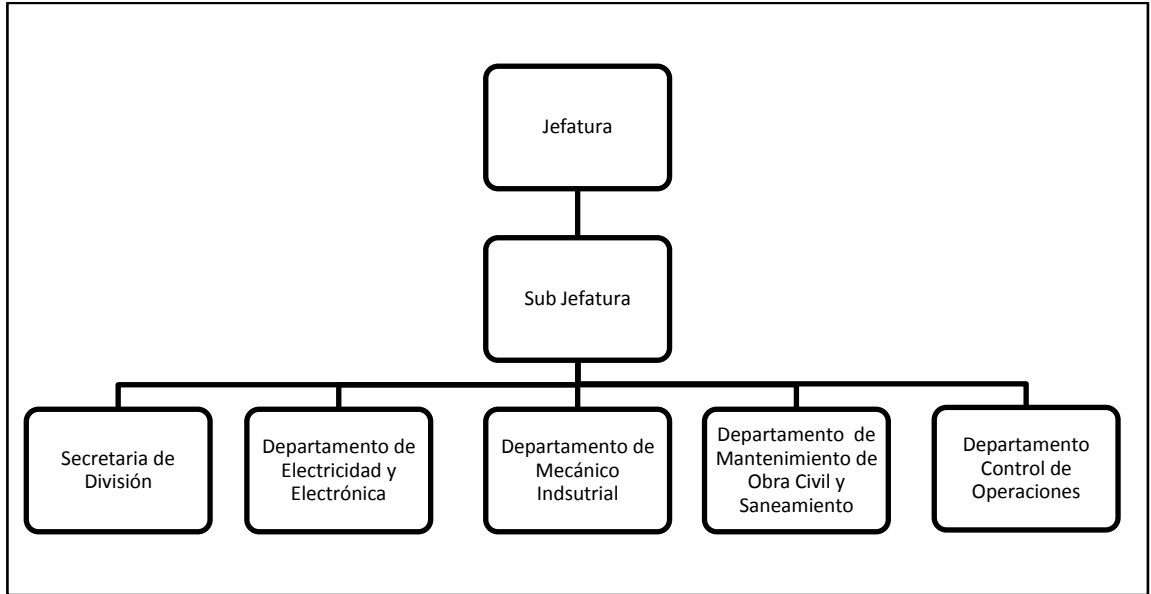 Jefatura
Sub Jefatura
Secretaria de
División
Departamento de
Electricidad y
Electrónica
Departamento de
Mecánico
Indsutrial
Departamento de
Mantenimiento de
Obra Civil y
Saneamiento
Departamento
Control de
Operaciones